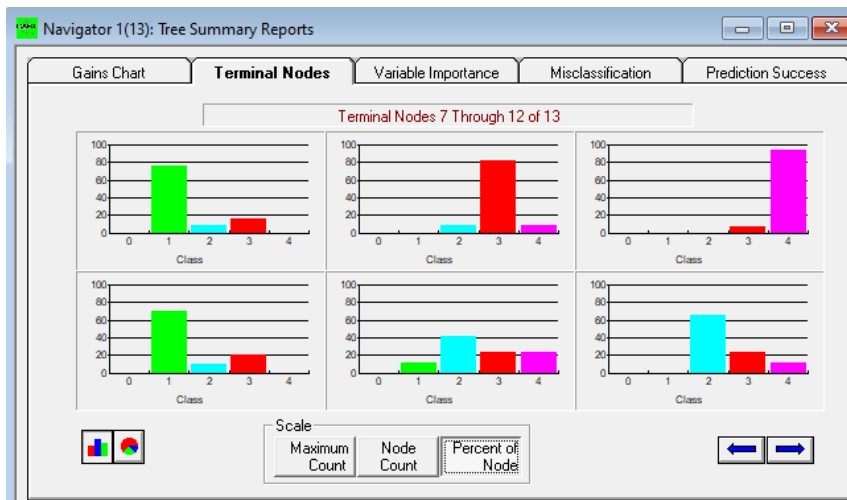 Navigator 1(13): Tree Summary Reports
Gains Chart
Terminal Nodes
Variable Importance
Misclassification
Prediction Success
Terminal Nodes 7 Through 12 of 13
100
80
60
40
20
0
0 1 2 3 4
Class
100
80
60
40
20
0
0 1 2 3 4
Class
100
80
60
40
20
0
0 1 2 3 4
Class
100
80
60
40
20
0
0 1 2 3 4
Class
100
80
60
40
20
0
0 1 2 3 4
Class
100
80
60
40
20
0
0 1 2 3 4
Class
Scale
Maximum
Count
Node
Count
Percent of
Node